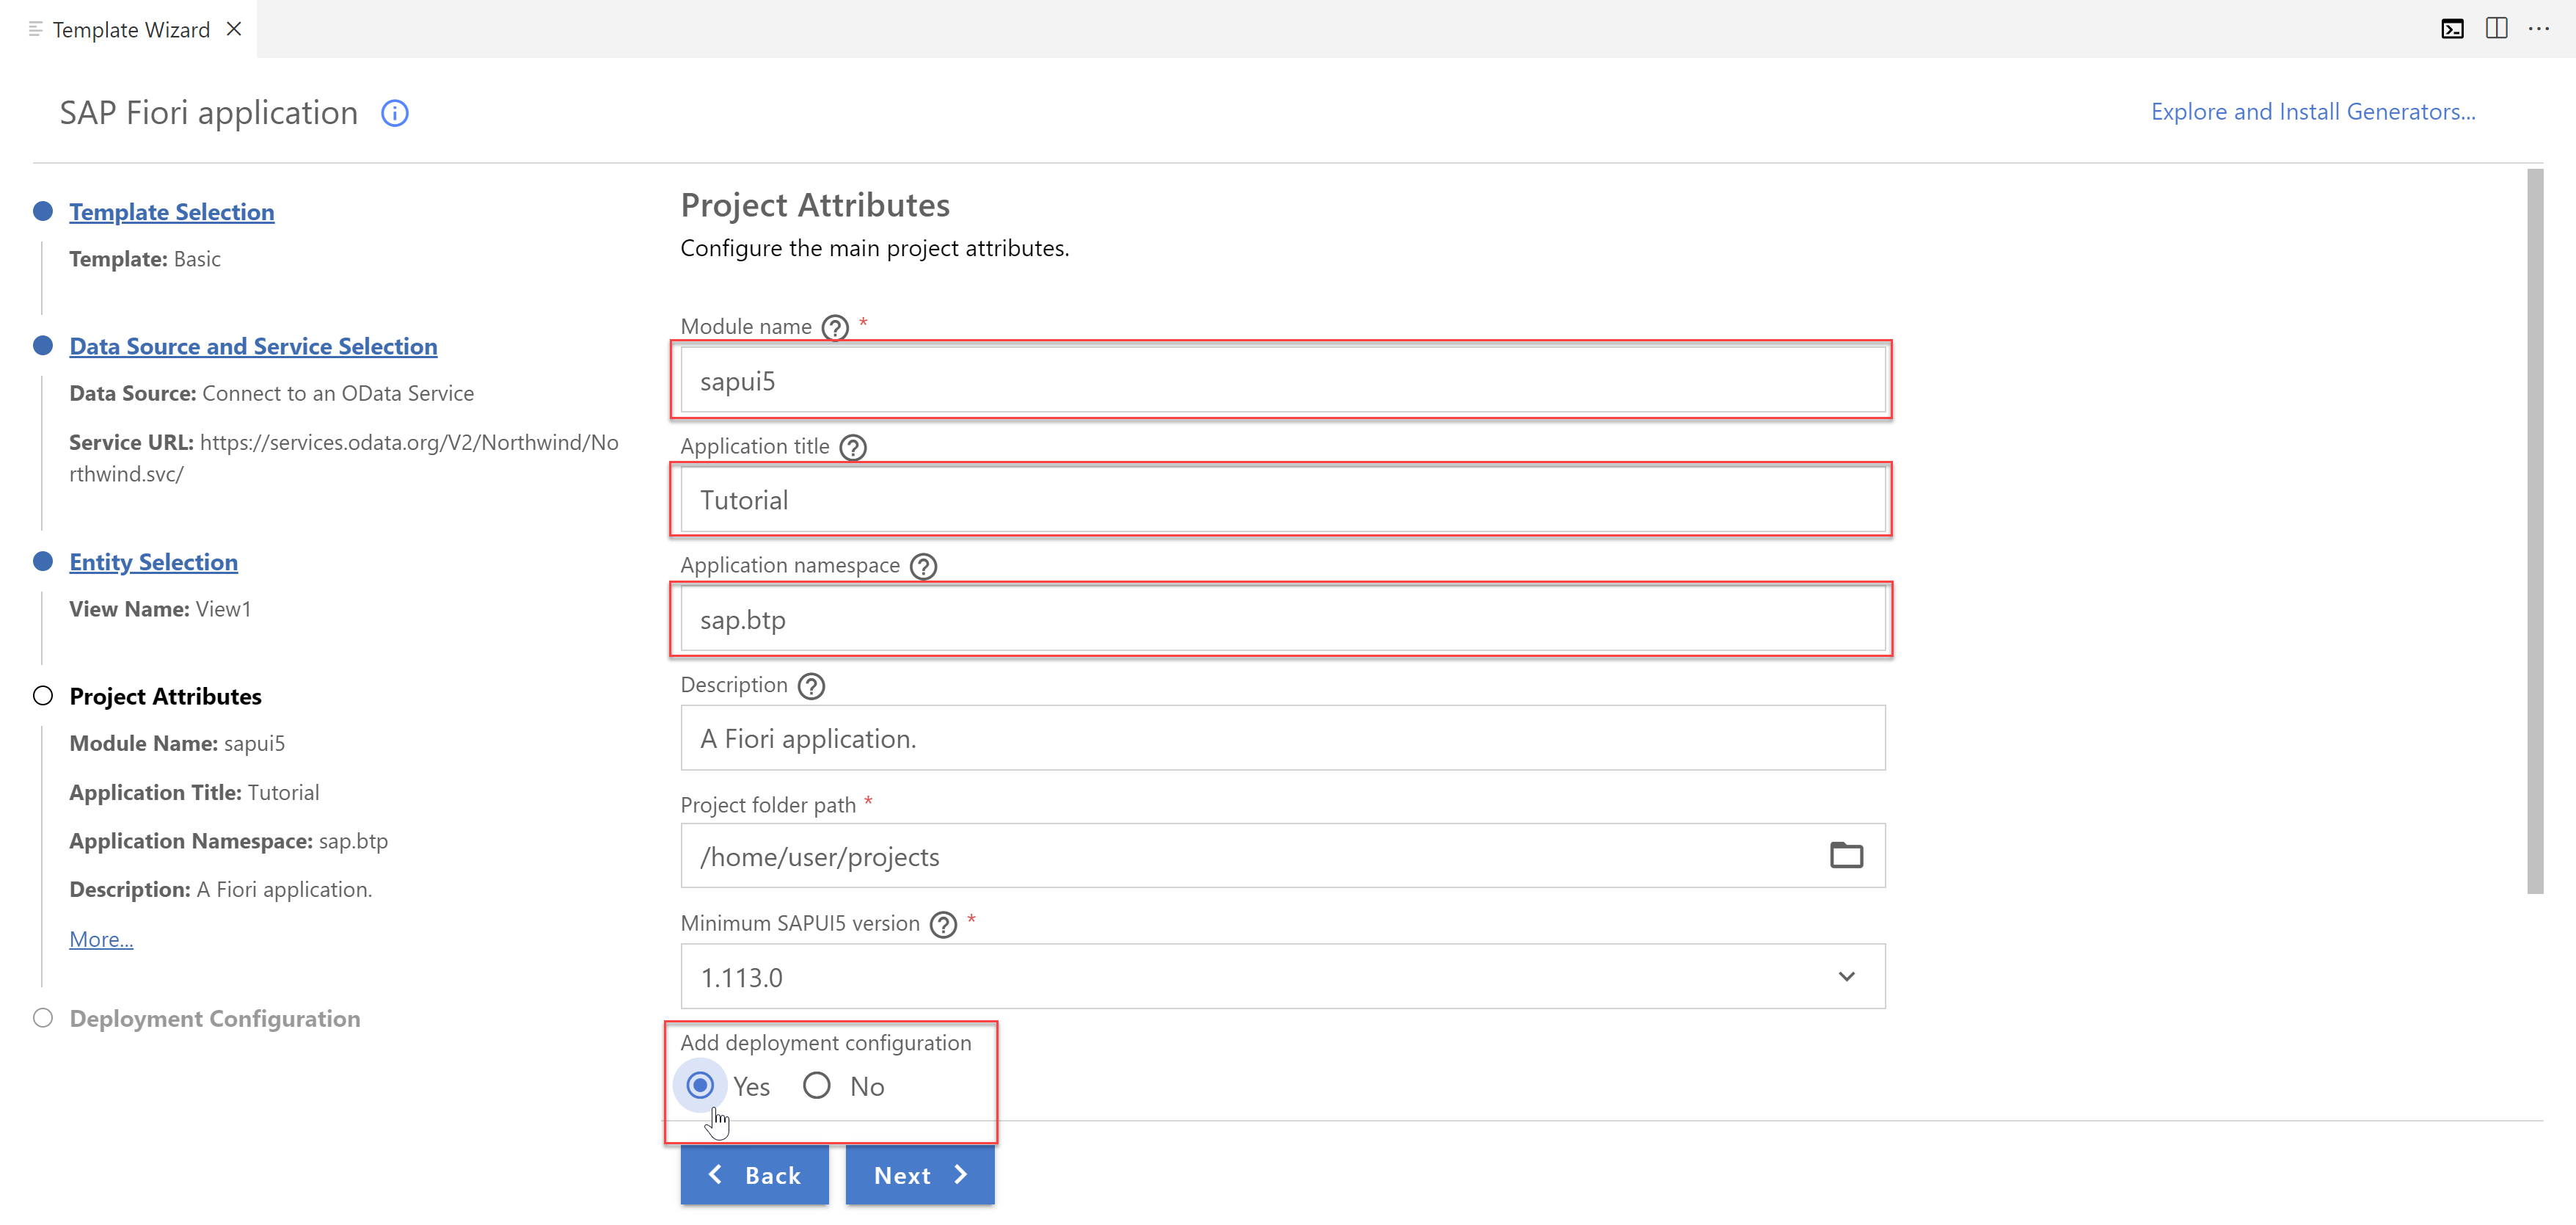 Template Wizard
SAP Fiori application
Explore and Install Generators...
Template Selection
Template: Basic
Data Source and Service Selection
Data Source: Connect to an OData Service
Service URL: https://services.odata.org/V2/Northwind/No
rthwind.svc/
Entity Selection
View Name: View1
Project Attributes
Module Name: sapui5
Application Title: Tutorial
Application Namespace: sap.btp
Description: A Fiori application.
More...
Deployment Configuration
Project Attributes
Configure the main project attributes.
Module name *
sapui5
Application title
Tutorial
Application namespace
sap.btp
Description
A Fiori application.
Project folder path *
/home/user/projects
Minimum SAPUI5 version *
1.113.0
Add deployment configuration
Yes No
Back Next